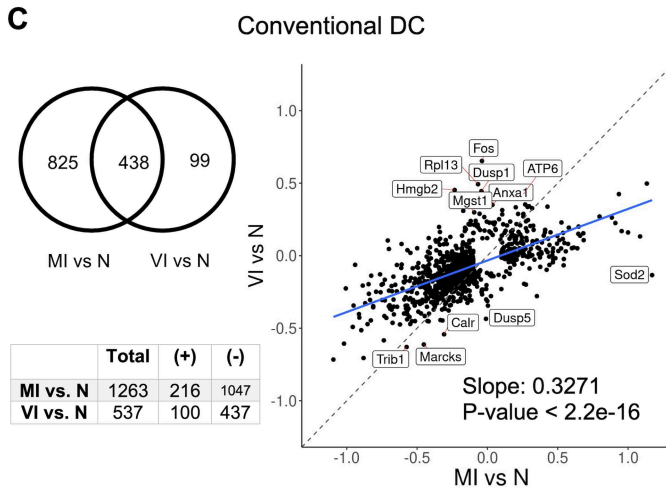 C
Conventional DC
825 438 99
MI vs N VI vs N
Total (+) (-)
MI vs. N 1263 216 1047
VI vs. N 537 100 437
VI vs N
1.0
0.5
0.0
-0.5
-1.0
Fos
Rpl13
Dusp1
ATP6
Hmgb2
Anxa1
Mgst1
Sod2
Dusp5
Calr
Trib1
Marcks
Slope: 0.3271
P-value < 2.2e-16
-1.0 -0.5 0.0 0.5 1.0
MI vs N